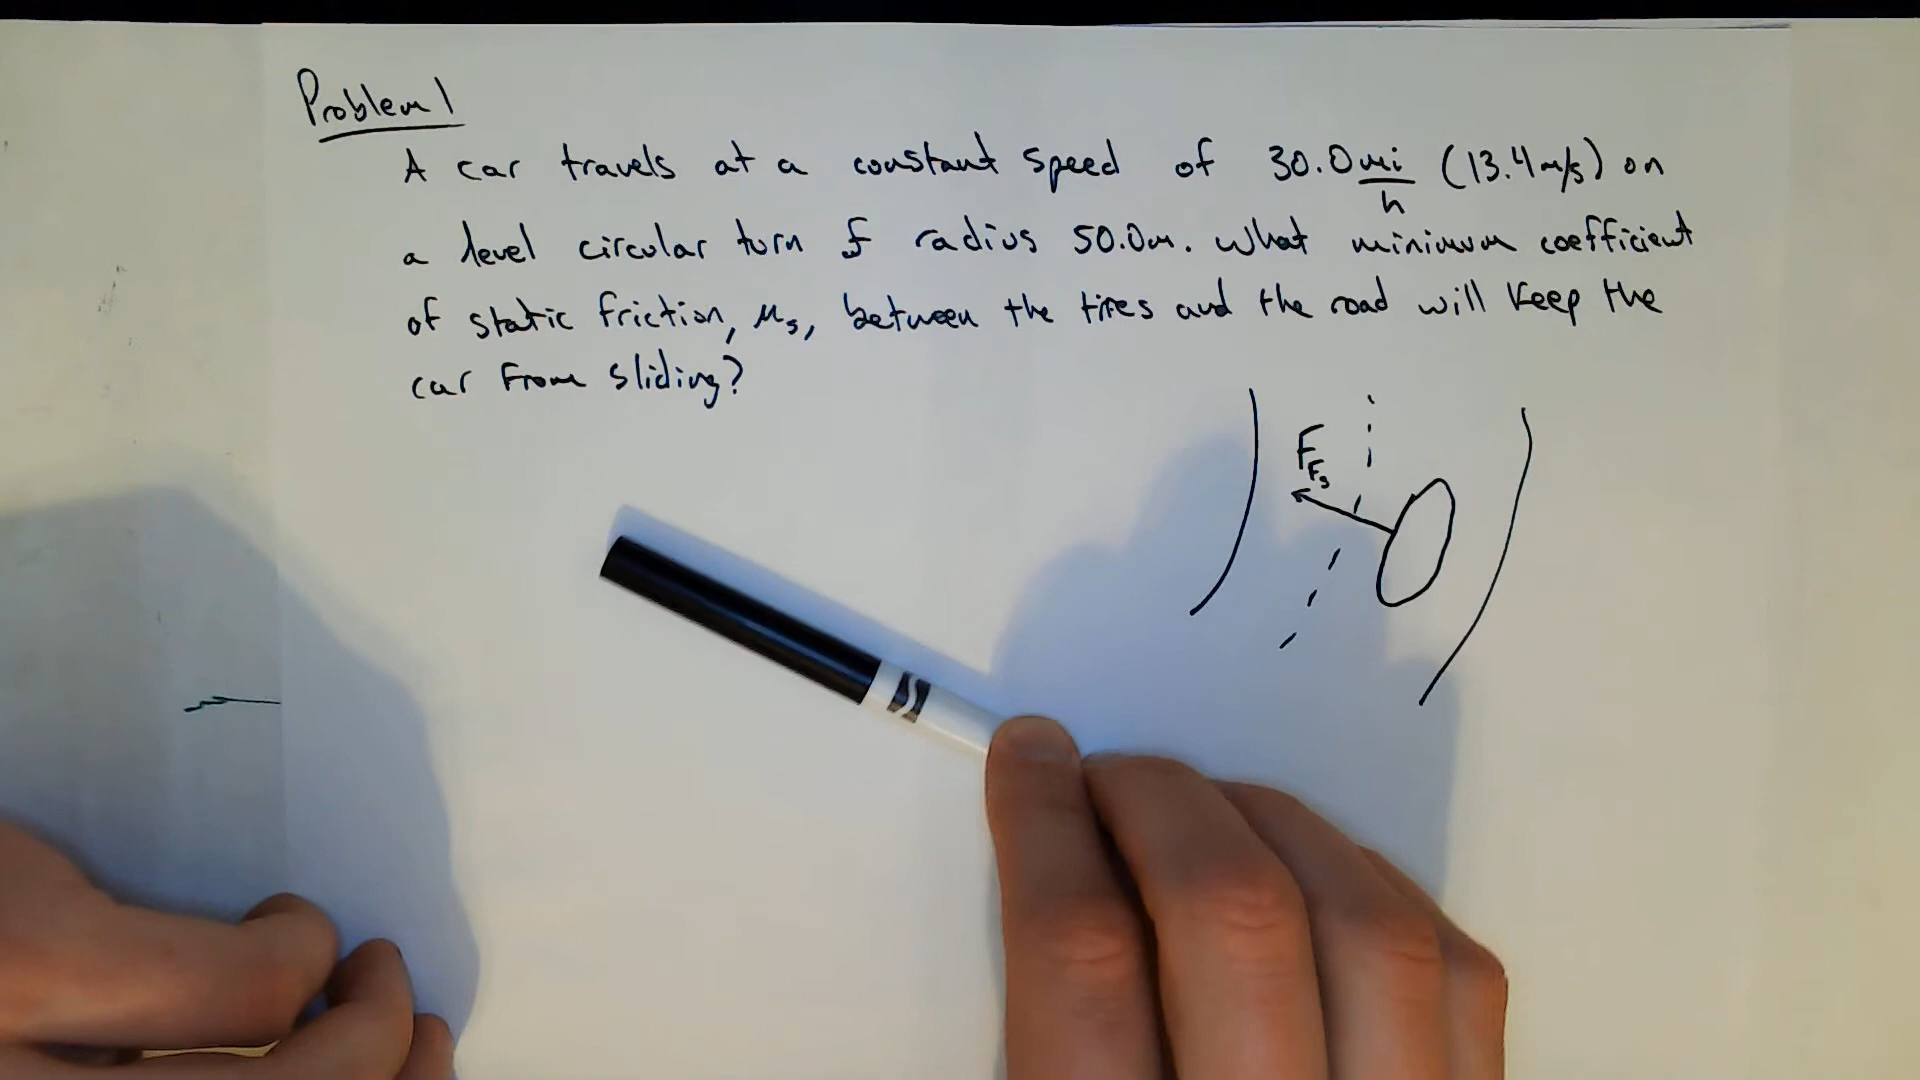 Problem 1
A car travels at a constant speed of 30.0 mi/h (13.4 m/s) on
a level circular turn of radius 50.0m. What minimum coefficient
of static friction, μs, between the tires and the road will keep the
car from sliding?
F_Fs